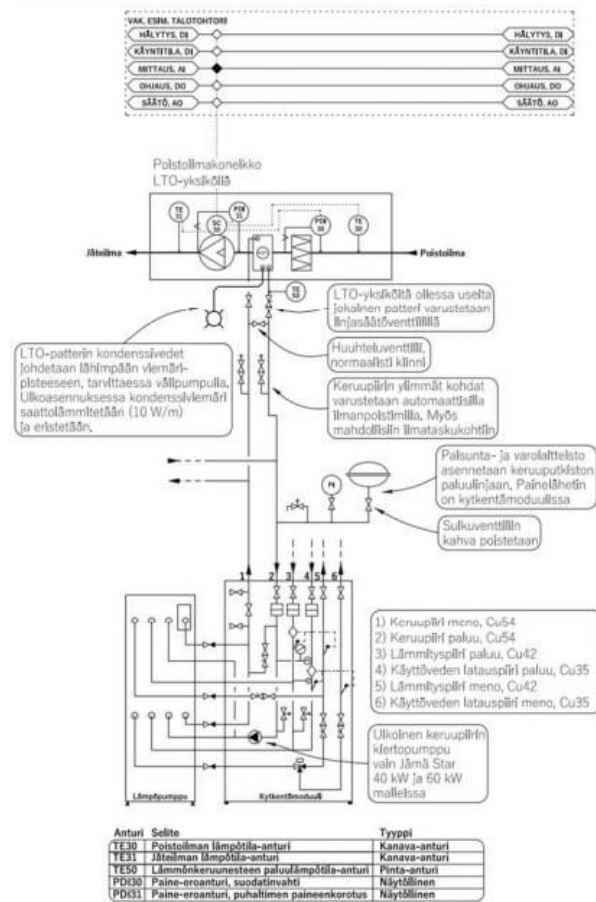 VAK, ESIM. TALOTOHTORI
HÄLYTYS, DI
HÄLYTYS, DI
KÄYNTITILA, DI
KÄYNTITILA, DI
MITTAUS, AI
MITTAUS, AI
OHJAUS, DO
OHJAUS, DO
SÄÄTÖ, AO
SÄÄTÖ, AO
Poistoilmakoneikko
LTO-yksiköllä
TE
31
SC
30
PDI
31
PDI
30
TE
30
Jäteilma
Poistoilma
TE
50
LTO-yksiköitä ollessa useita
jokainen patteri varustetaan
linjasäätöventtiilillä
Huuhteluventtiili,
normaalisti kiinni
LTO-patterin kondenssivedet
johdetaan lähimpään viemäri-
pisteeseen, tarvittaessa välipumpulla.
Ulkoasennuksessa kondenssiviemäri
saattolämmitetään (10 W/m)
ja eristetään.
Keruupiirin ylimmät kohdat
varustetaan automaattisilla
ilmanpoistimilla. Myös
mahdollisiin ilmataskukohtiin
Paisunta- ja varolaitteisto
asennetaan keruuputkiston
paluulinjaan. Painelähetin
on kytkentämoduulissa
PI
Sulkuventtiilin
kahva poistetaan
1 2 3 4 5 6
1) Keruupiiri meno, Cu54
2) Keruupiiri paluu, Cu54
3) Lämmityspiiri paluu, Cu42
4) Käyttöveden latauspiiri paluu, Cu35
5) Lämmityspiiri meno, Cu42
6) Käyttöveden latauspiiri meno, Cu35
Ulkoinen keruupiirin
kiertopumppu
vain Jämä Star
40 kW ja 60 kW
malleissa
Lämpöpumppu
Kytkentämoduuli
Anturi Selite Tyyppi
TE30 Poistoilman lämpötila-anturi Kanava-anturi
TE31 Jäteilman lämpötila-anturi Kanava-anturi
TE50 Lämmönkeruunesteen paluulämpötila-anturi Pinta-anturi
PDI30 Paine-eroanturi, suodatinvahti Näytöllinen
PDI31 Paine-eroanturi, puhaltimen paineenkorotus Näytöllinen